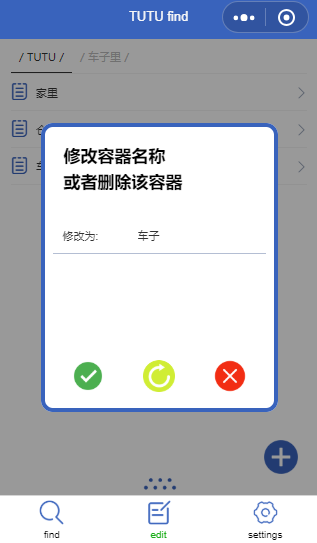 TUTU find
/ TUTU /
/ 车子里 /
家里
修改容器名称
或者删除该容器
修改为:
车子
find
edit
settings